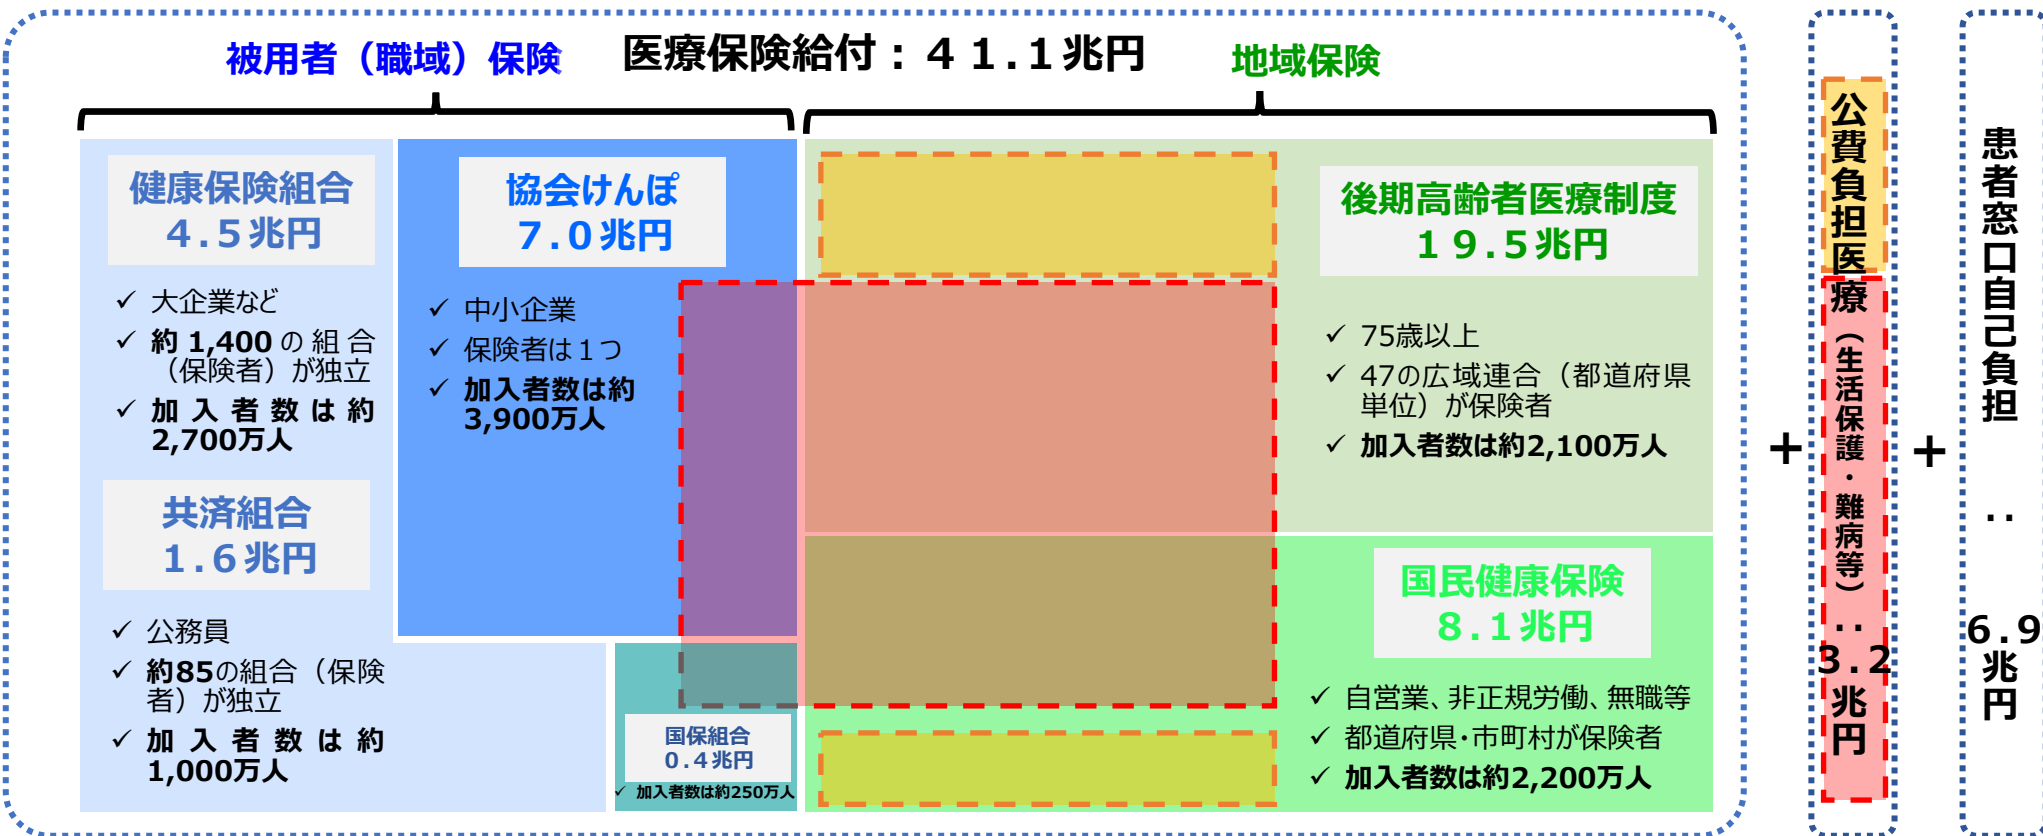 医療保険給付：４１.１兆円
被用者（職域）保険
地域保険
健康保険組合
４.５兆円
✓ 大企業など
✓ 約1,400の組合
（保険者）が独立
✓ 加入者数は約
2,700万人
共済組合
１.６兆円
✓ 公務員
✓ 約85の組合（保険
者）が独立
✓ 加入者数は約
1,000万人
協会けんぽ
７.０兆円
✓ 中小企業
✓ 保険者は１つ
✓ 加入者数は約
3,900万人
国保組合
０.４兆円
✓ 加入者数は約250万人
後期高齢者医療制度
１９.５兆円
✓ 75歳以上
✓ 47の広域連合（都道府県
単位）が保険者
✓ 加入者数は約2,100万人
国民健康保険
８.１兆円
✓ 自営業、非正規労働、無職等
✓ 都道府県・市町村が保険者
✓ 加入者数は約2,200万人
＋
公費負担医療（生活保護・難病等）：３.２兆円
＋
患者窓口自己負担：６.９兆円